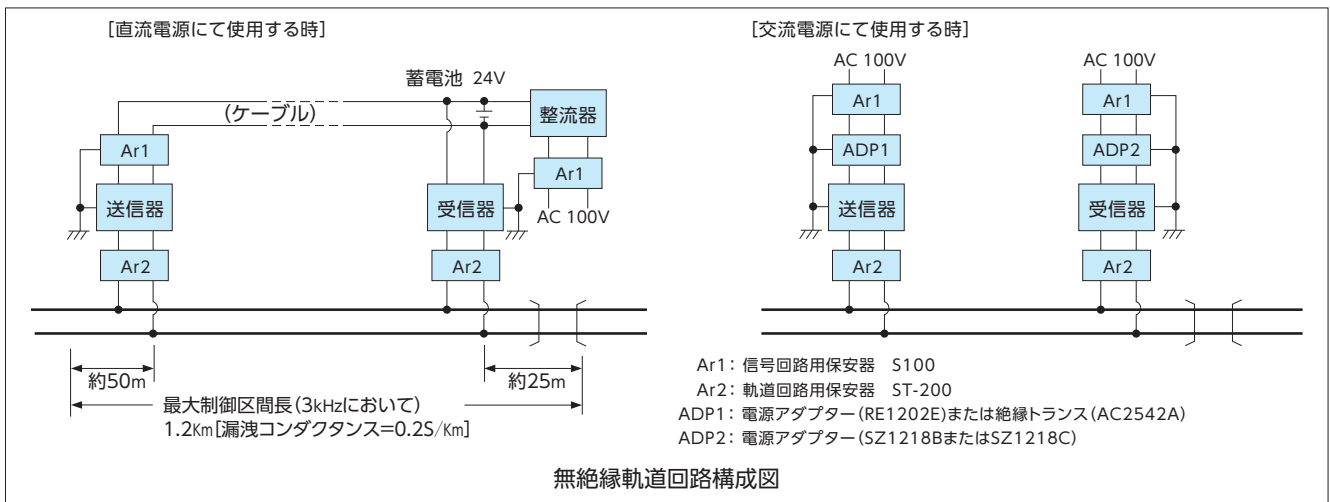 [直流電源にて使用する時]
蓄電池 24V
(ケーブル)
整流器
Ar1
Ar1
送信器
受信器
AC 100V
Ar2
Ar2
約50m
約25m
最大制御区間長(3kHzにおいて)
1.2Km[漏洩コンダクタンス=0.2S/Km]
[交流電源にて使用する時]
AC 100V
AC 100V
Ar1
Ar1
ADP1
ADP2
送信器
受信器
Ar2
Ar2
Ar1：信号回路用保安器 S100
Ar2：軌道回路用保安器 ST-200
ADP1：電源アダプター(RE1202E)または絶縁トランス(AC2542A)
ADP2：電源アダプター(SZ1218BまたはSZ1218C)
無絶縁軌道回路構成図